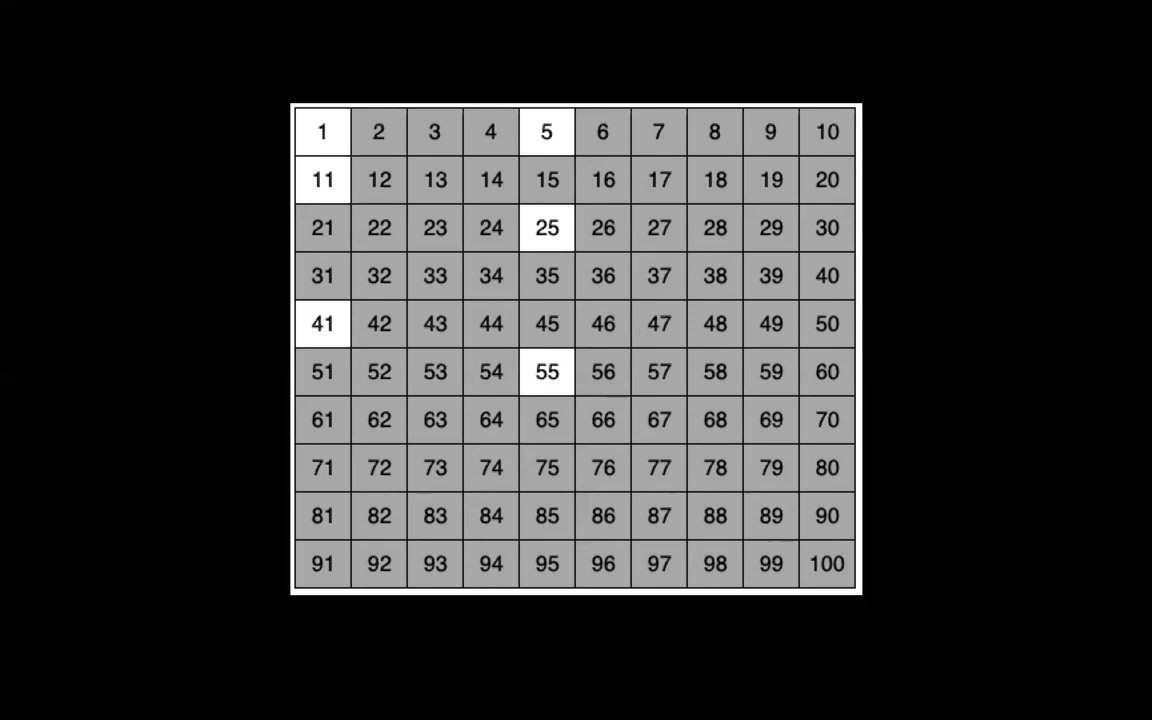 1 2 3 4 5 6 7 8 9 10
11 12 13 14 15 16 17 18 19 20
21 22 23 24 25 26 27 28 29 30
31 32 33 34 35 36 37 38 39 40
41 42 43 44 45 46 47 48 49 50
51 52 53 54 55 56 57 58 59 60
61 62 63 64 65 66 67 68 69 70
71 72 73 74 75 76 77 78 79 80
81 82 83 84 85 86 87 88 89 90
91 92 93 94 95 96 97 98 99 100